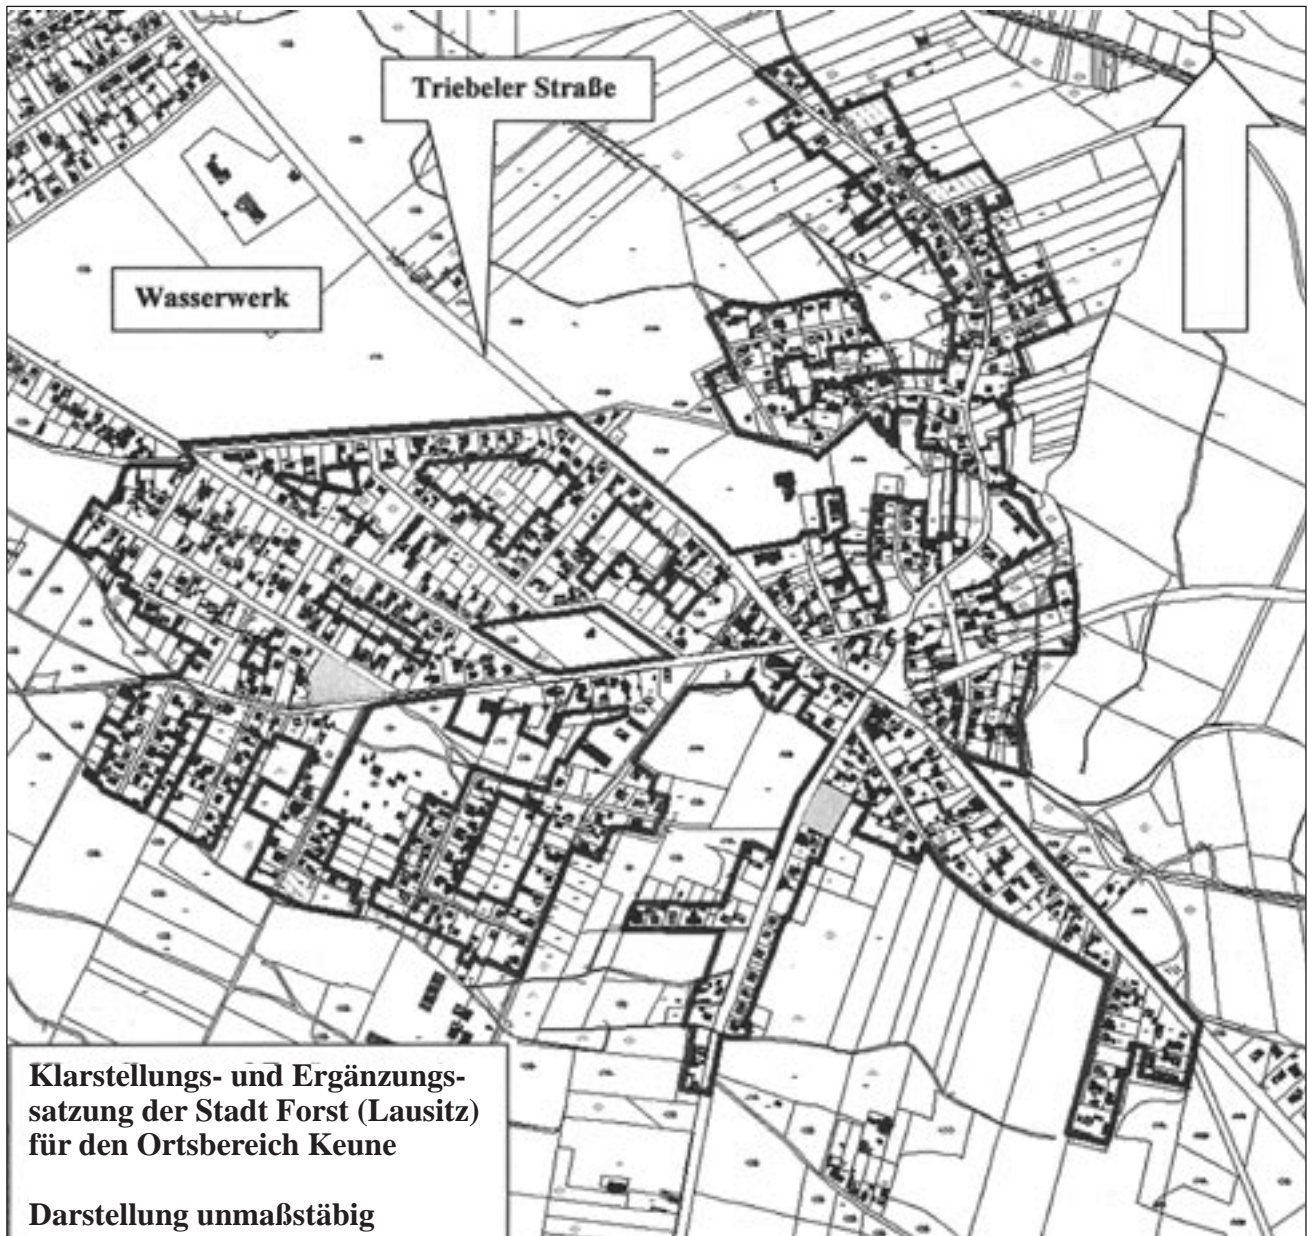 Triebeler Straße
Wasserwerk
Klarstellungs- und Ergänzungs-
satzung der Stadt Forst (Lausitz)
für den Ortsbereich Keune
Darstellung unmaßstäbig